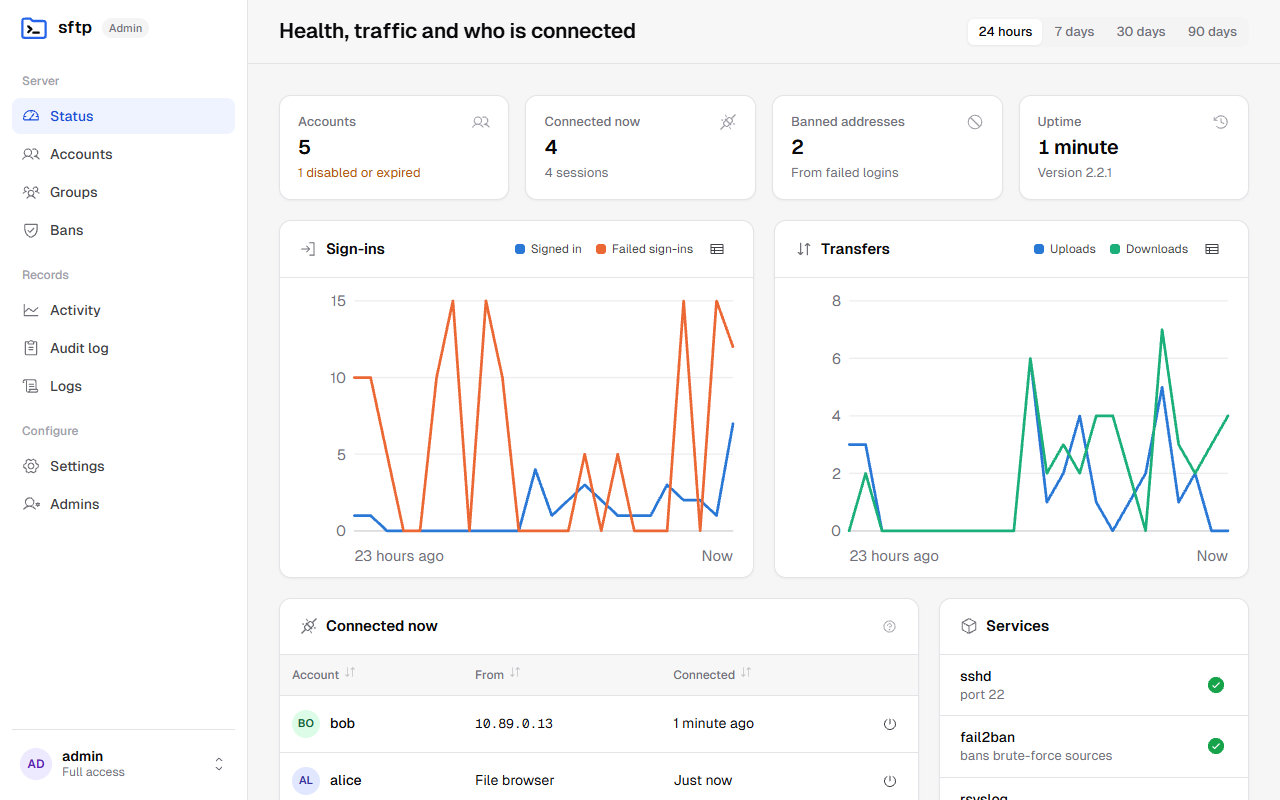 sftp Admin
Server
Status
Accounts
Groups
Bans
Records
Activity
Audit log
Logs
Configure
Settings
Admins
AD admin
Full access
Health, traffic and who is connected
24 hours 7 days 30 days 90 days
Accounts
5
1 disabled or expired
Connected now
4
4 sessions
Banned addresses
2
From failed logins
Uptime
1 minute
Version 2.2.1
Sign-ins Signed in Failed sign-ins
15
10
5
0
23 hours ago Now
Transfers Uploads Downloads
8
6
4
2
0
23 hours ago Now
Connected now
Account From Connected
BO bob 10.89.0.13 1 minute ago
AL alice File browser Just now
Services
sshd
port 22
fail2ban
bans brute-force sources
rsyslog